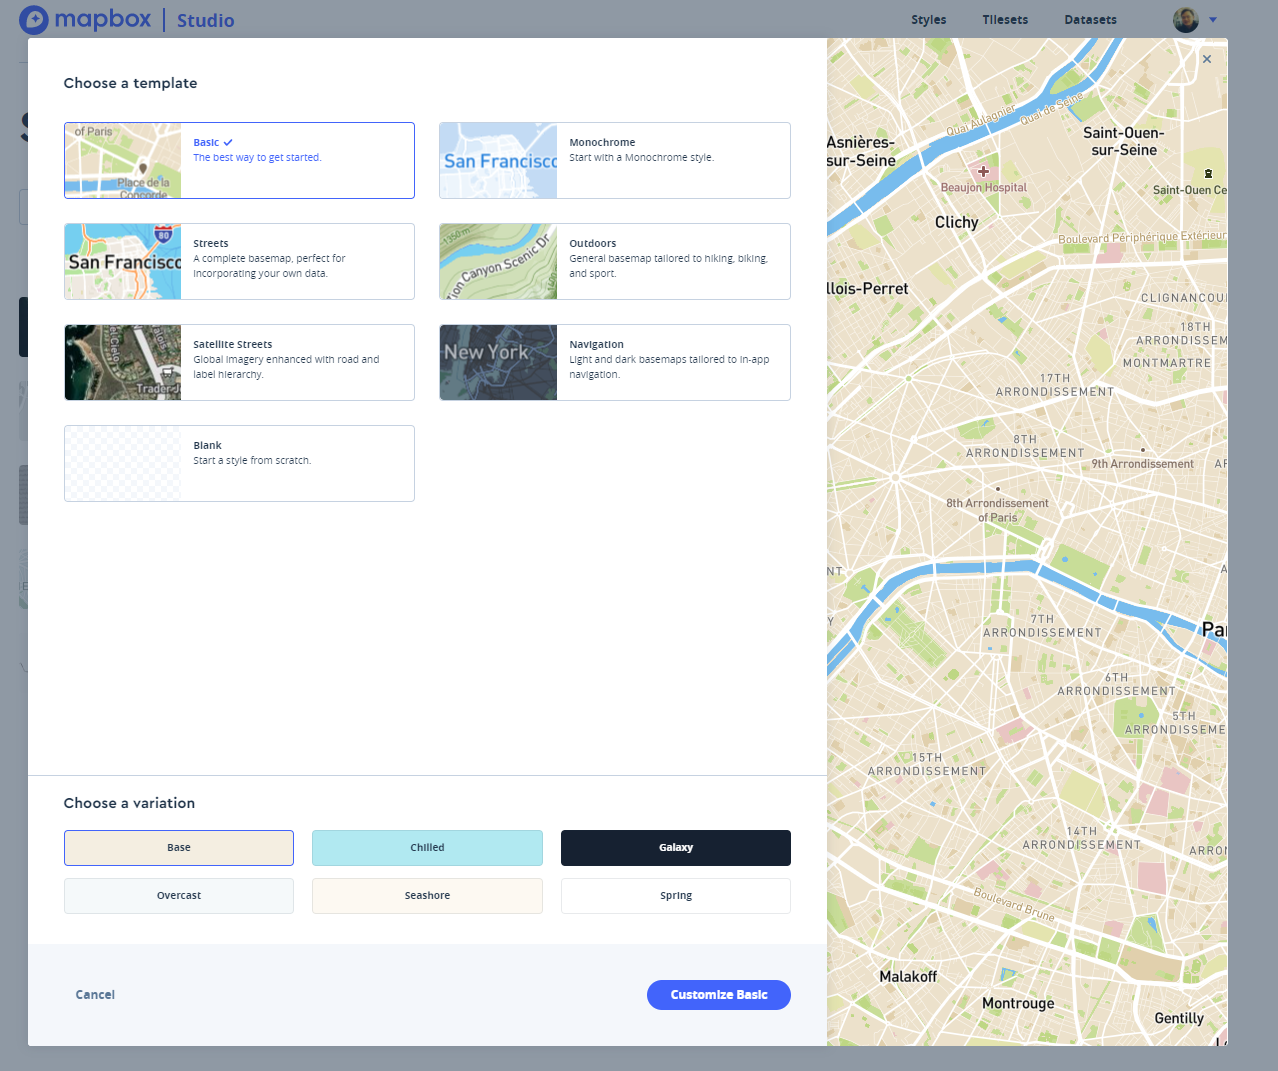 mapbox | Studio
Styles
Tilesets
Datasets
Choose a template
of Paris
Place de la
Concorde
Basic
The best way to get started.
San Francisco
Monochrome
Start with a Monochrome style.
80
San Francisco
Streets
A complete basemap, perfect for
incorporating your own data.
1350 m
Canyon Scenic Dr
Outdoors
General basemap tailored to hiking, biking,
and sport.
Satellite Streets
Global imagery enhanced with road and
label hierarchy.
New York
Navigation
Light and dark basemaps tailored to in-app
navigation.
Blank
Start a style from scratch.
Choose a variation
Base
Chilled
Galaxy
Overcast
Seashore
Spring
Cancel
Customize Basic
Quai Aulagnier
Quai de Seine
Asnières-
sur-Seine
Saint-Ouen-
sur-Seine
Beaujon Hospital
Saint-Ouen Ce
Clichy
Boulevard Périphérique Extérieur
llois-Perret
CLIGNANCOU
18TH
ARRONDISSEM
MONTMARTRE
17TH
ARRONDISSEMENT
8TH
ARRONDISSEMENT
9th Arrondissement
AF
8th Arrondissement
of Paris
NT
A
7TH
ARRONDISSEMENT
Y
Par
6TH
ARRONDISSEMENT
5TH
ARRONDISSEME
15TH
ARRONDISSEMENT
14TH
ARRONDISSEMENT
ARRON
Boulevard Brune
Malakoff
Montrouge
Gentilly